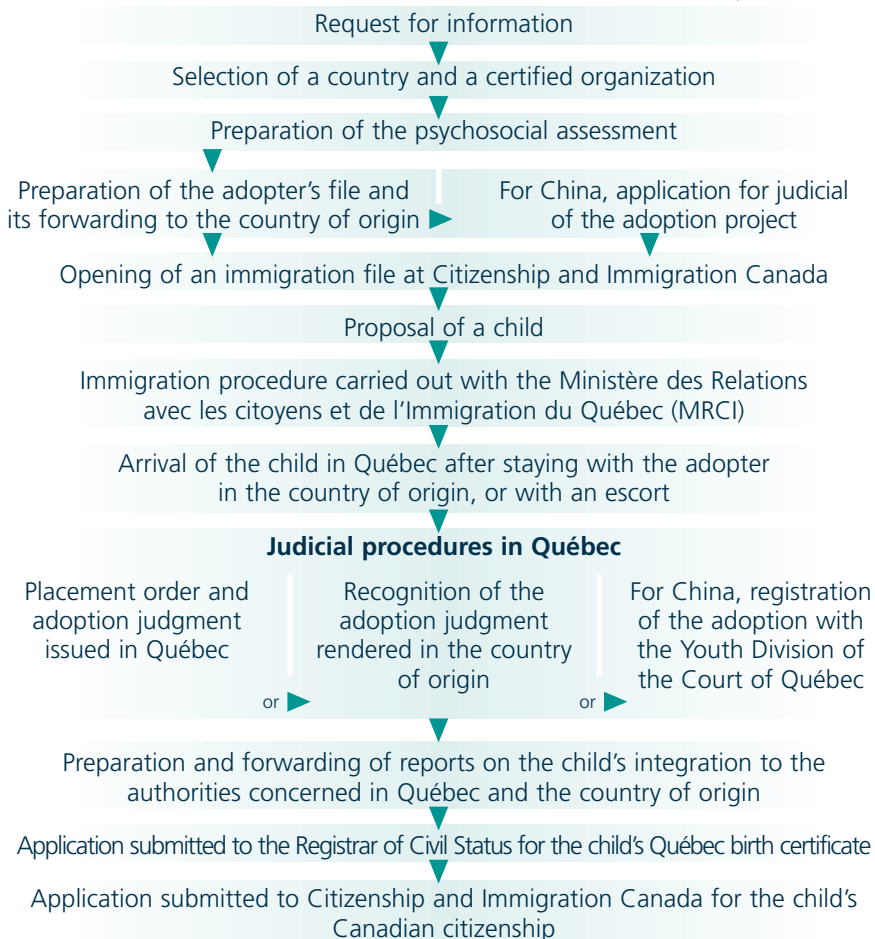 Request for information
Selection of a country and a certified organization
Preparation of the psychosocial assessment
Preparation of the adopter’s file and
its forwarding to the country of origin
For China, application for judicial
of the adoption project
Opening of an immigration file at Citizenship and Immigration Canada
Proposal of a child
Immigration procedure carried out with the Ministère des Relations
avec les citoyens et de l’Immigration du Québec (MRCI)
Arrival of the child in Québec after staying with the adopter
in the country of origin, or with an escort
Judicial procedures in Québec
Placement order and
adoption judgment
issued in Québec
or
Recognition of the
adoption judgment
rendered in the country
of origin
or
For China, registration
of the adoption with
the Youth Division of
the Court of Québec
Preparation and forwarding of reports on the child’s integration to the
authorities concerned in Québec and the country of origin
Application submitted to the Registrar of Civil Status for the child’s Québec birth certificate
Application submitted to Citizenship and Immigration Canada for the child’s
Canadian citizenship